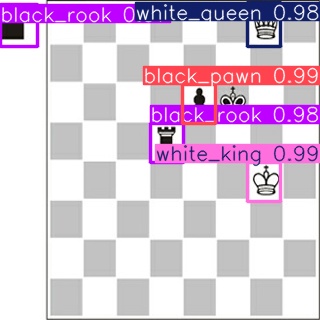 black_rook 0
white_queen 0.98
black_pawn 0.99
black_rook 0.98
white_king 0.99